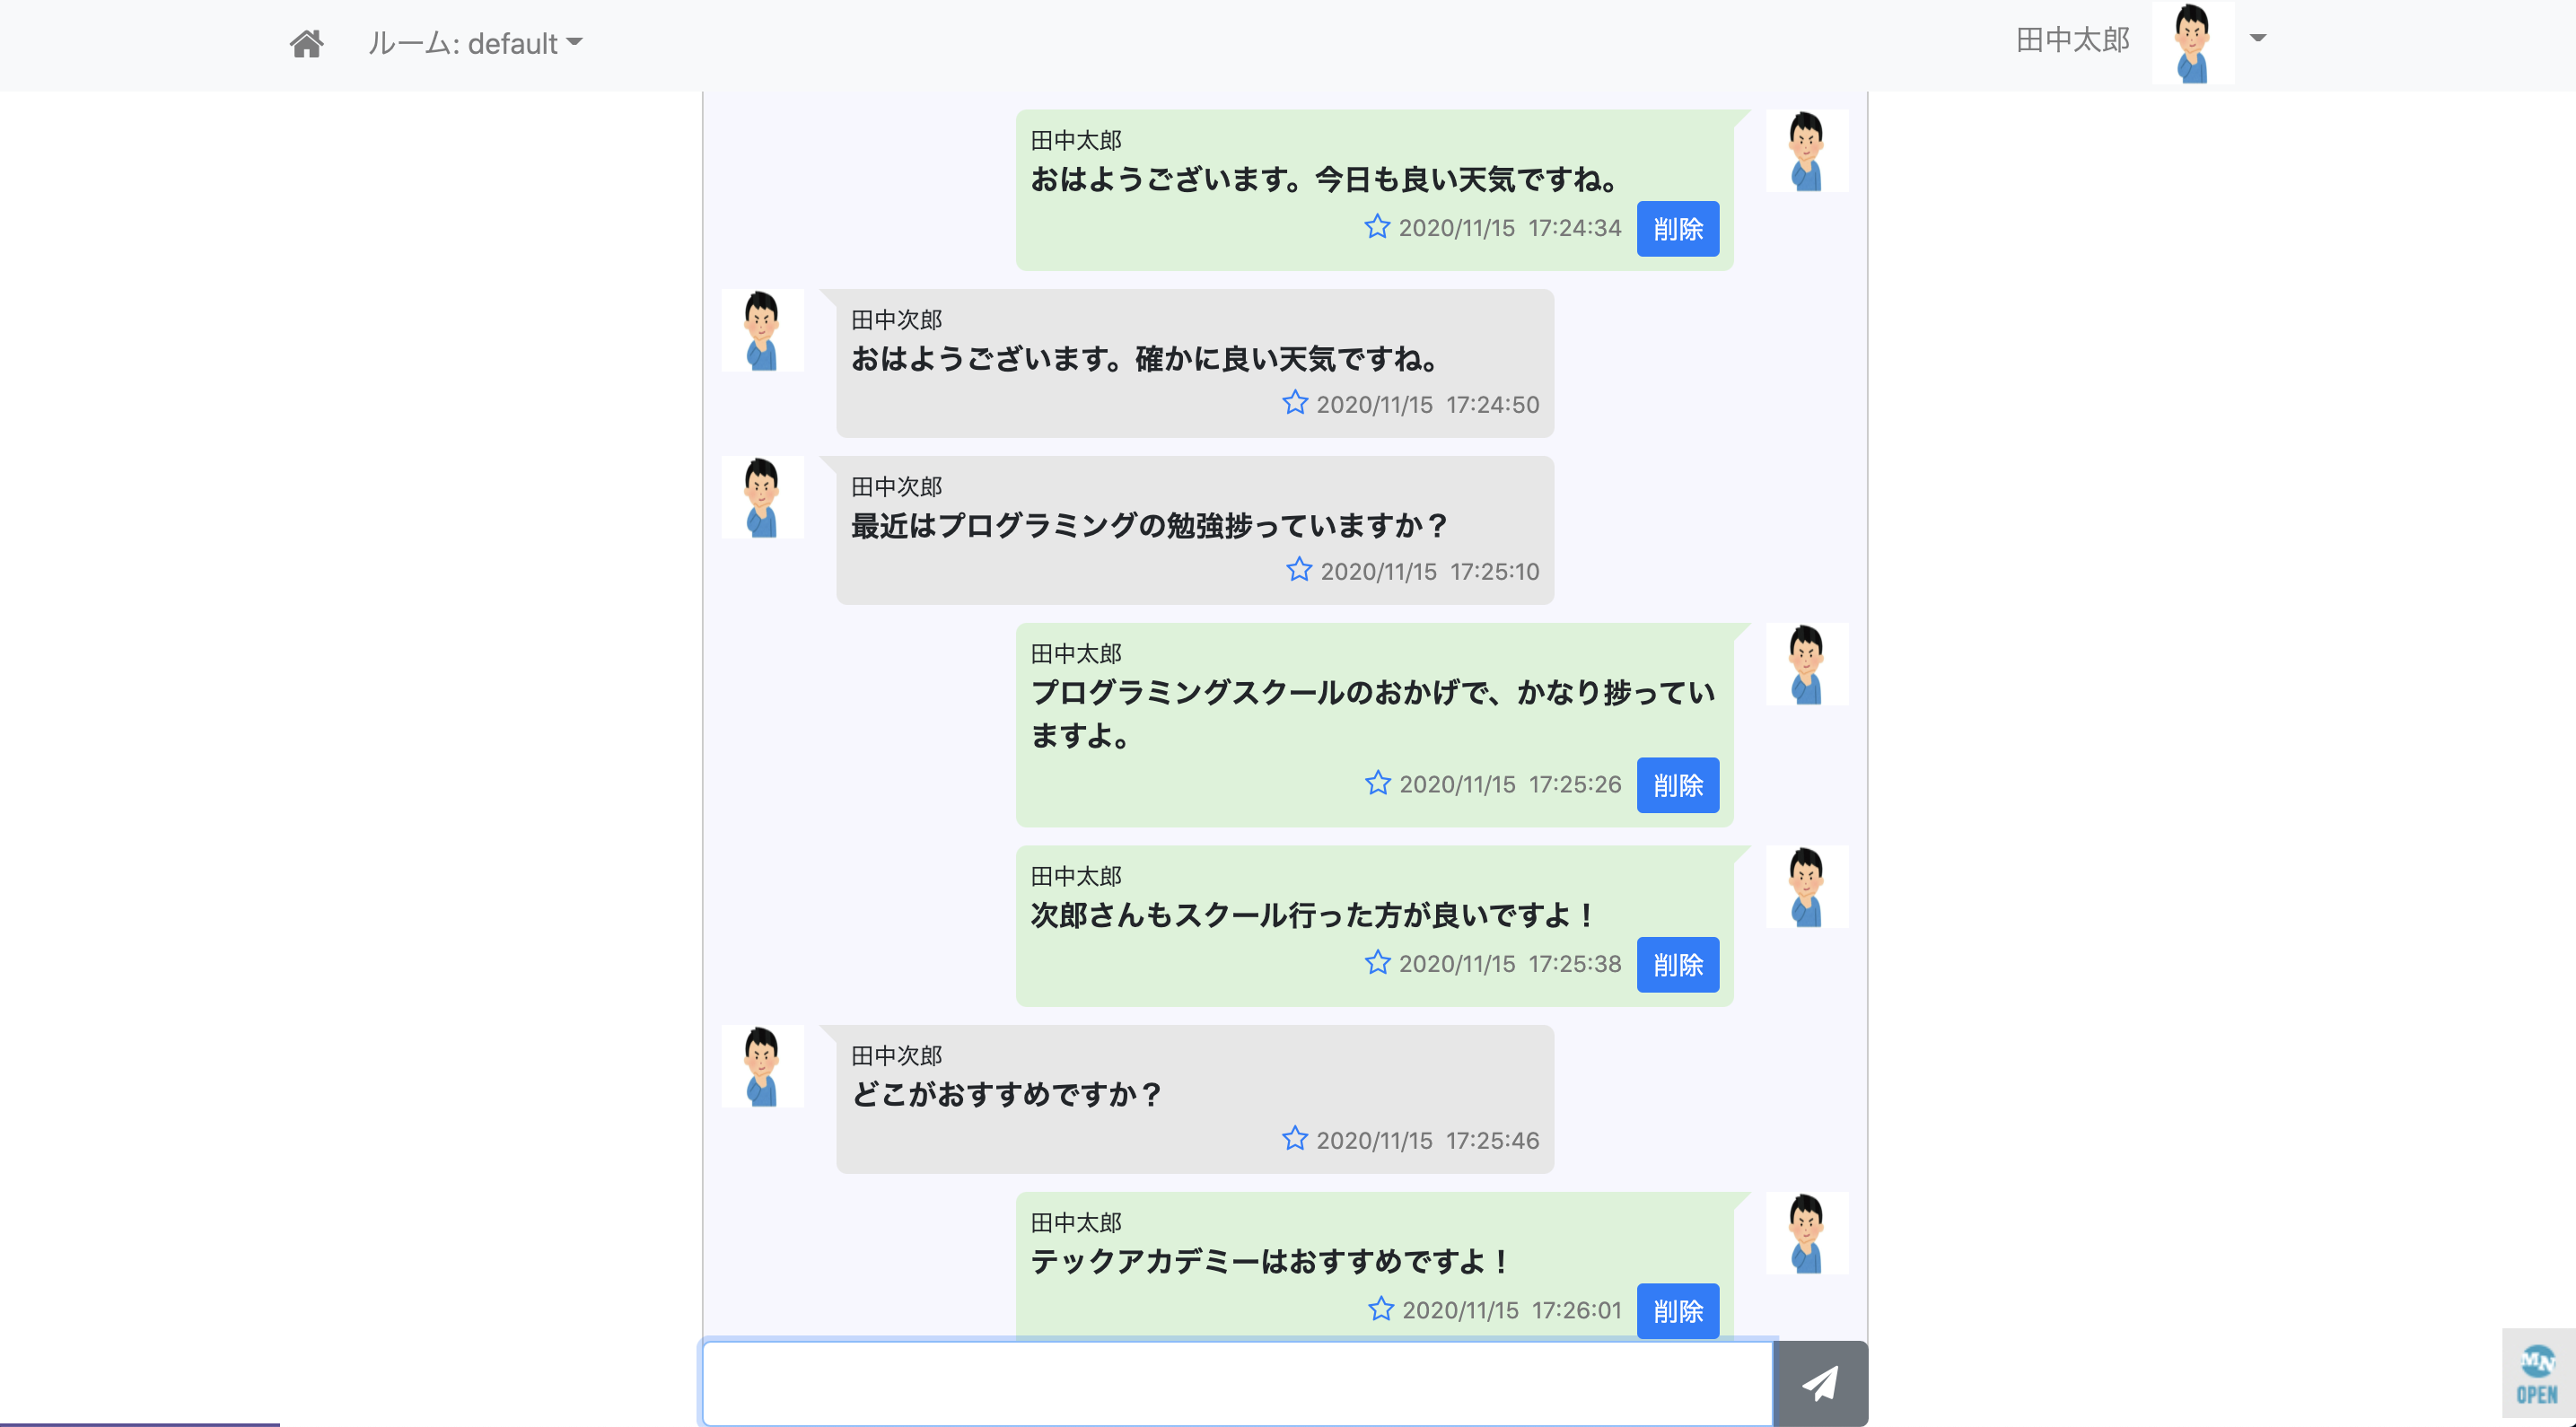 ルーム: default
田中太郎
田中太郎
おはようございます。今日も良い天気ですね。
2020/11/15 17:24:34 削除
田中次郎
おはようございます。確かに良い天気ですね。
2020/11/15 17:24:50
田中次郎
最近はプログラミングの勉強捗っていますか？
2020/11/15 17:25:10
田中太郎
プログラミングスクールのおかげで、かなり捗ってい
ますよ。
2020/11/15 17:25:26 削除
田中太郎
次郎さんもスクール行った方が良いですよ！
2020/11/15 17:25:38 削除
田中次郎
どこがおすすめですか？
2020/11/15 17:25:46
田中太郎
テックアカデミーはおすすめですよ！
2020/11/15 17:26:01 削除
MN
OPEN